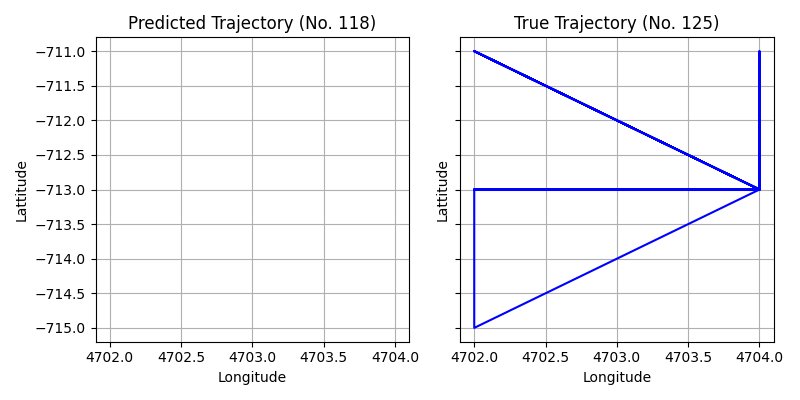 Predicted Trajectory (No. 118)
True Trajectory (No. 125)
−711.0
−711.5
−712.0
−712.5
−713.0
−713.5
−714.0
−714.5
−715.0
Lattitude
Lattitude
4702.0 4702.5 4703.0 4703.5 4704.0
4702.0 4702.5 4703.0 4703.5 4704.0
Longitude
Longitude